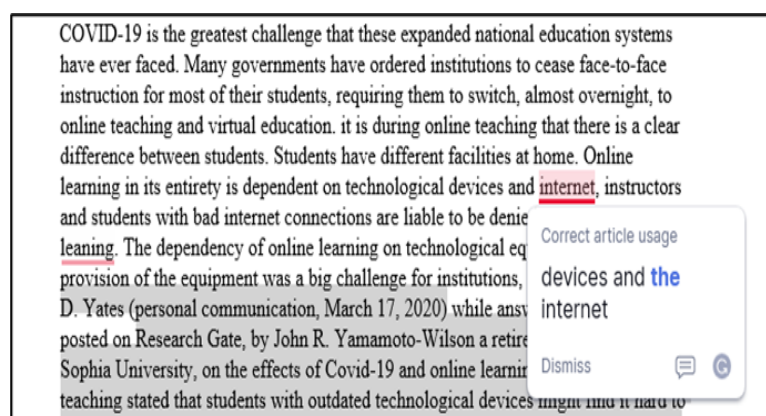 COVID-19 is the greatest challenge that these expanded national education systems
have ever faced. Many governments have ordered institutions to cease face-to-face
instruction for most of their students, requiring them to switch, almost overnight, to
online teaching and virtual education. it is during online teaching that there is a clear
difference between students. Students have different facilities at home. Online
learning in its entirety is dependent on technological devices and internet, instructors
and students with bad internet connections are liable to be
leaning. The dependency of online learning on technological
provision of the equipment was a big challenge for institutions,
D. Yates (personal communication, March 17, 2020) while
posted on Research Gate, by John R. Yamamoto-Wilson a
Sophia University, on the effects of Covid-19 and online
teaching stated that students with outdated technological devices might find it hard to
Correct article usage
devices and the
internet
Dismiss